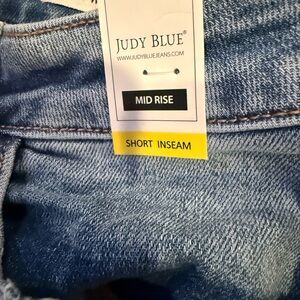 JUDY BLUE®
WWW.JUDYBLUEJEANS.COM
MID RISE
SHORT INSEAM